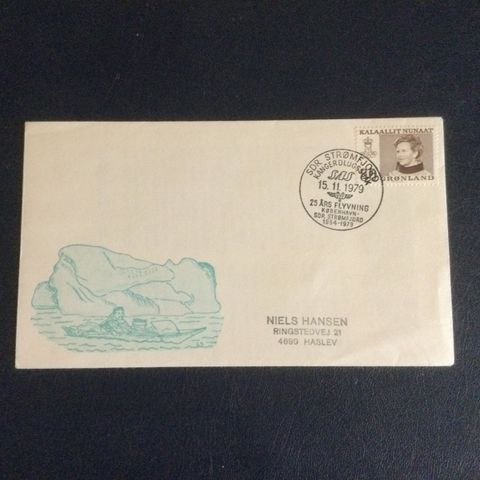 KALAALLIT NUNAAT
GRØNLAND
SDR STRØMFJORD
SAS
15.11.1979
25 ÅRS FLYVNING
KØBENHAVN-
SDR. STRØMFJORD
1954-1979
NIELS HANSEN
RINGSTEDVEJ 21
4690 HASLEV